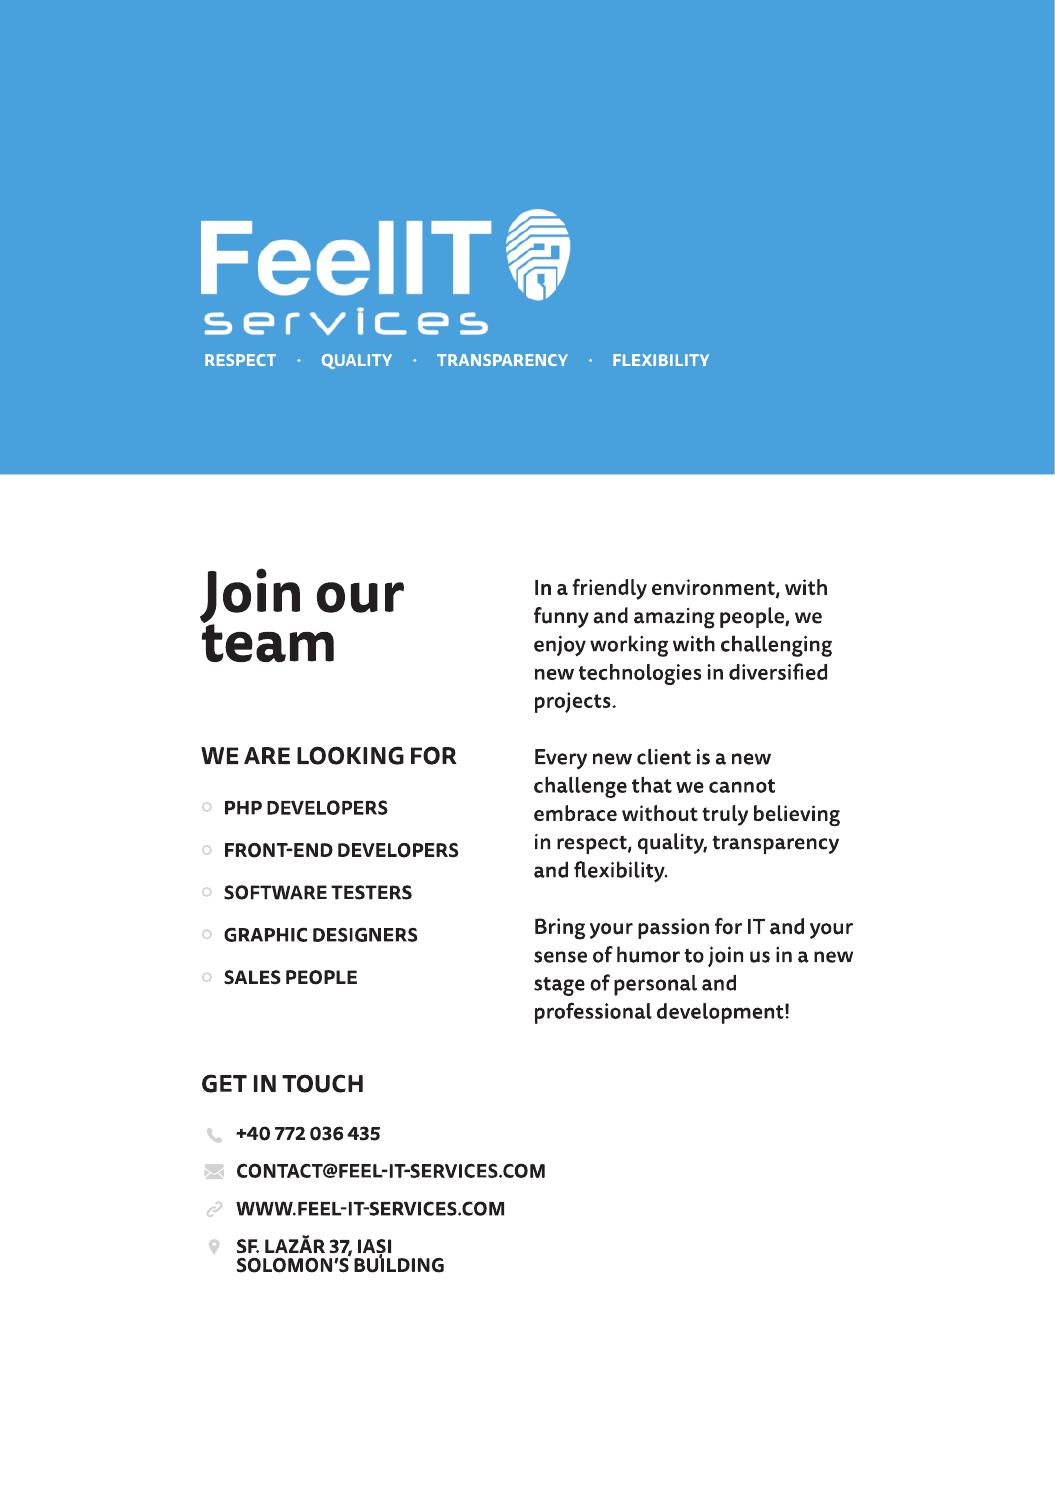 FeelIT
services
RESPECT · QUALITY · TRANSPARENCY · FLEXIBILITY
Join our
team
WE ARE LOOKING FOR
PHP DEVELOPERS
FRONT-END DEVELOPERS
SOFTWARE TESTERS
GRAPHIC DESIGNERS
SALES PEOPLE
In a friendly environment, with
funny and amazing people, we
enjoy working with challenging
new technologies in diversified
projects.
Every new client is a new
challenge that we cannot
embrace without truly believing
in respect, quality, transparency
and flexibility.
Bring your passion for IT and your
sense of humor to join us in a new
stage of personal and
professional development!
GET IN TOUCH
+40 772 036 435
CONTACT@FEEL-IT-SERVICES.COM
WWW.FEEL-IT-SERVICES.COM
SF. LAZĂR 37, IAȘI
SOLOMON'S BUILDING